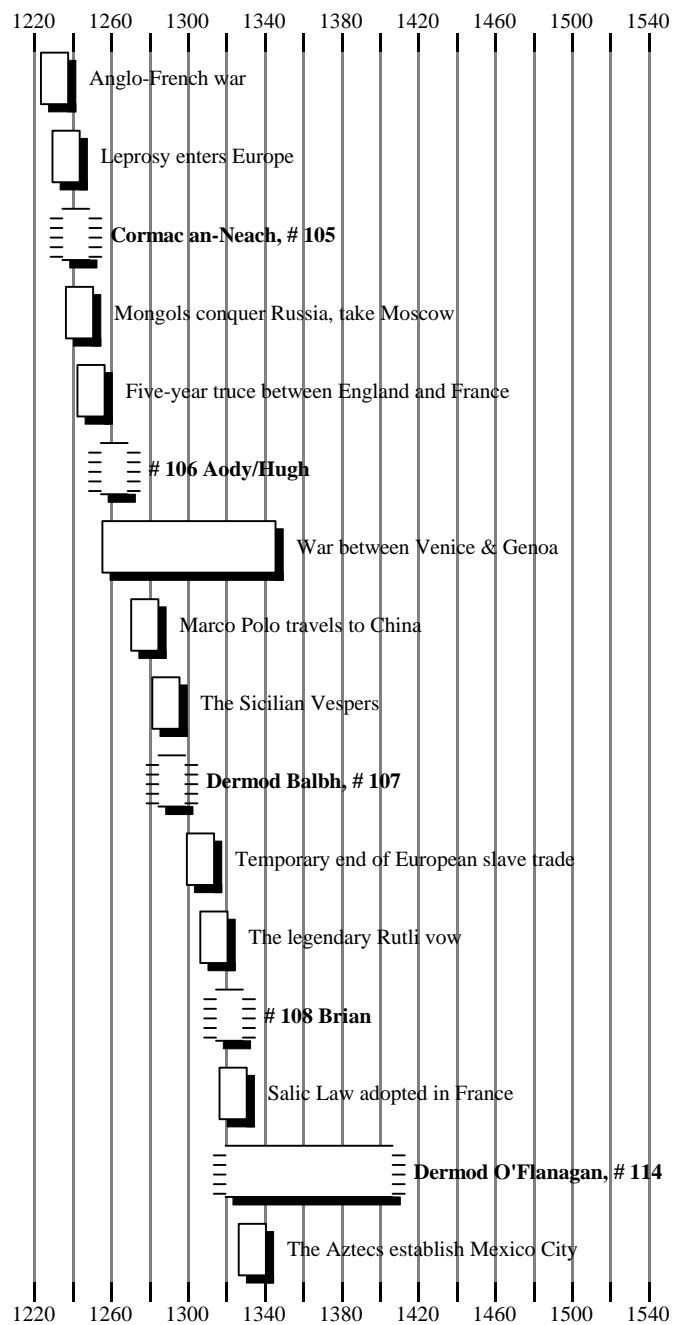 1220 1260 1300 1340 1380 1420 1460 1500 1540
Anglo-French war
Leprosy enters Europe
Cormac an-Neach, # 105
Mongols conquer Russia, take Moscow
Five-year truce between England and France
# 106 Aody/Hugh
War between Venice & Genoa
Marco Polo travels to China
The Sicilian Vespers
Dermod Balbh, # 107
Temporary end of European slave trade
The legendary Rutli vow
# 108 Brian
Salic Law adopted in France
Dermod O'Flanagan, # 114
The Aztecs establish Mexico City
1220 1260 1300 1340 1380 1420 1460 1500 1540